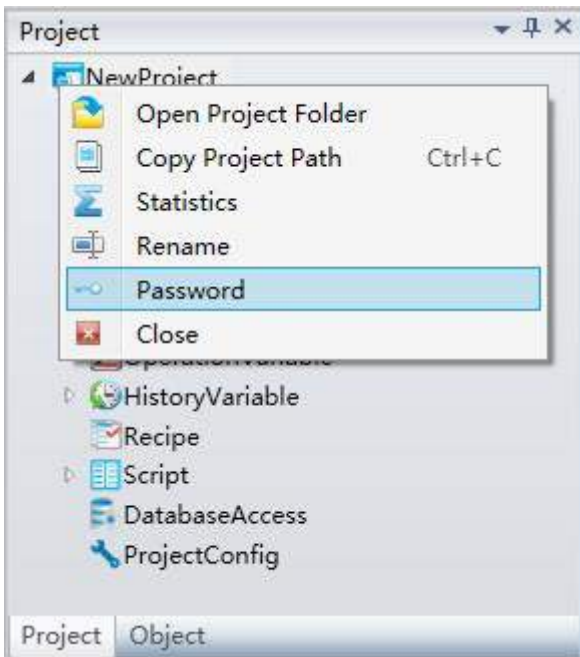 Project
NewProject
Open Project Folder
Copy Project Path Ctrl+C
Statistics
Rename
Password
Close
OperationVariable
HistoryVariable
Recipe
Script
DatabaseAccess
ProjectConfig
Project Object